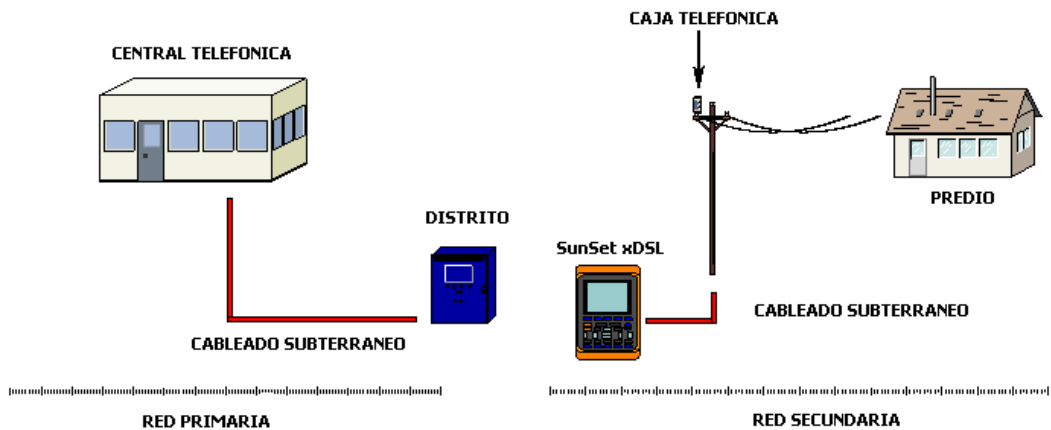 CAJA TELEFONICA
CENTRAL TELEFONICA
DISTRITO
PREDIO
SunSet xDSL
CABLEADO SUBTERRANEO
CABLEADO SUBTERRANEO
RED PRIMARIA
RED SECUNDARIA